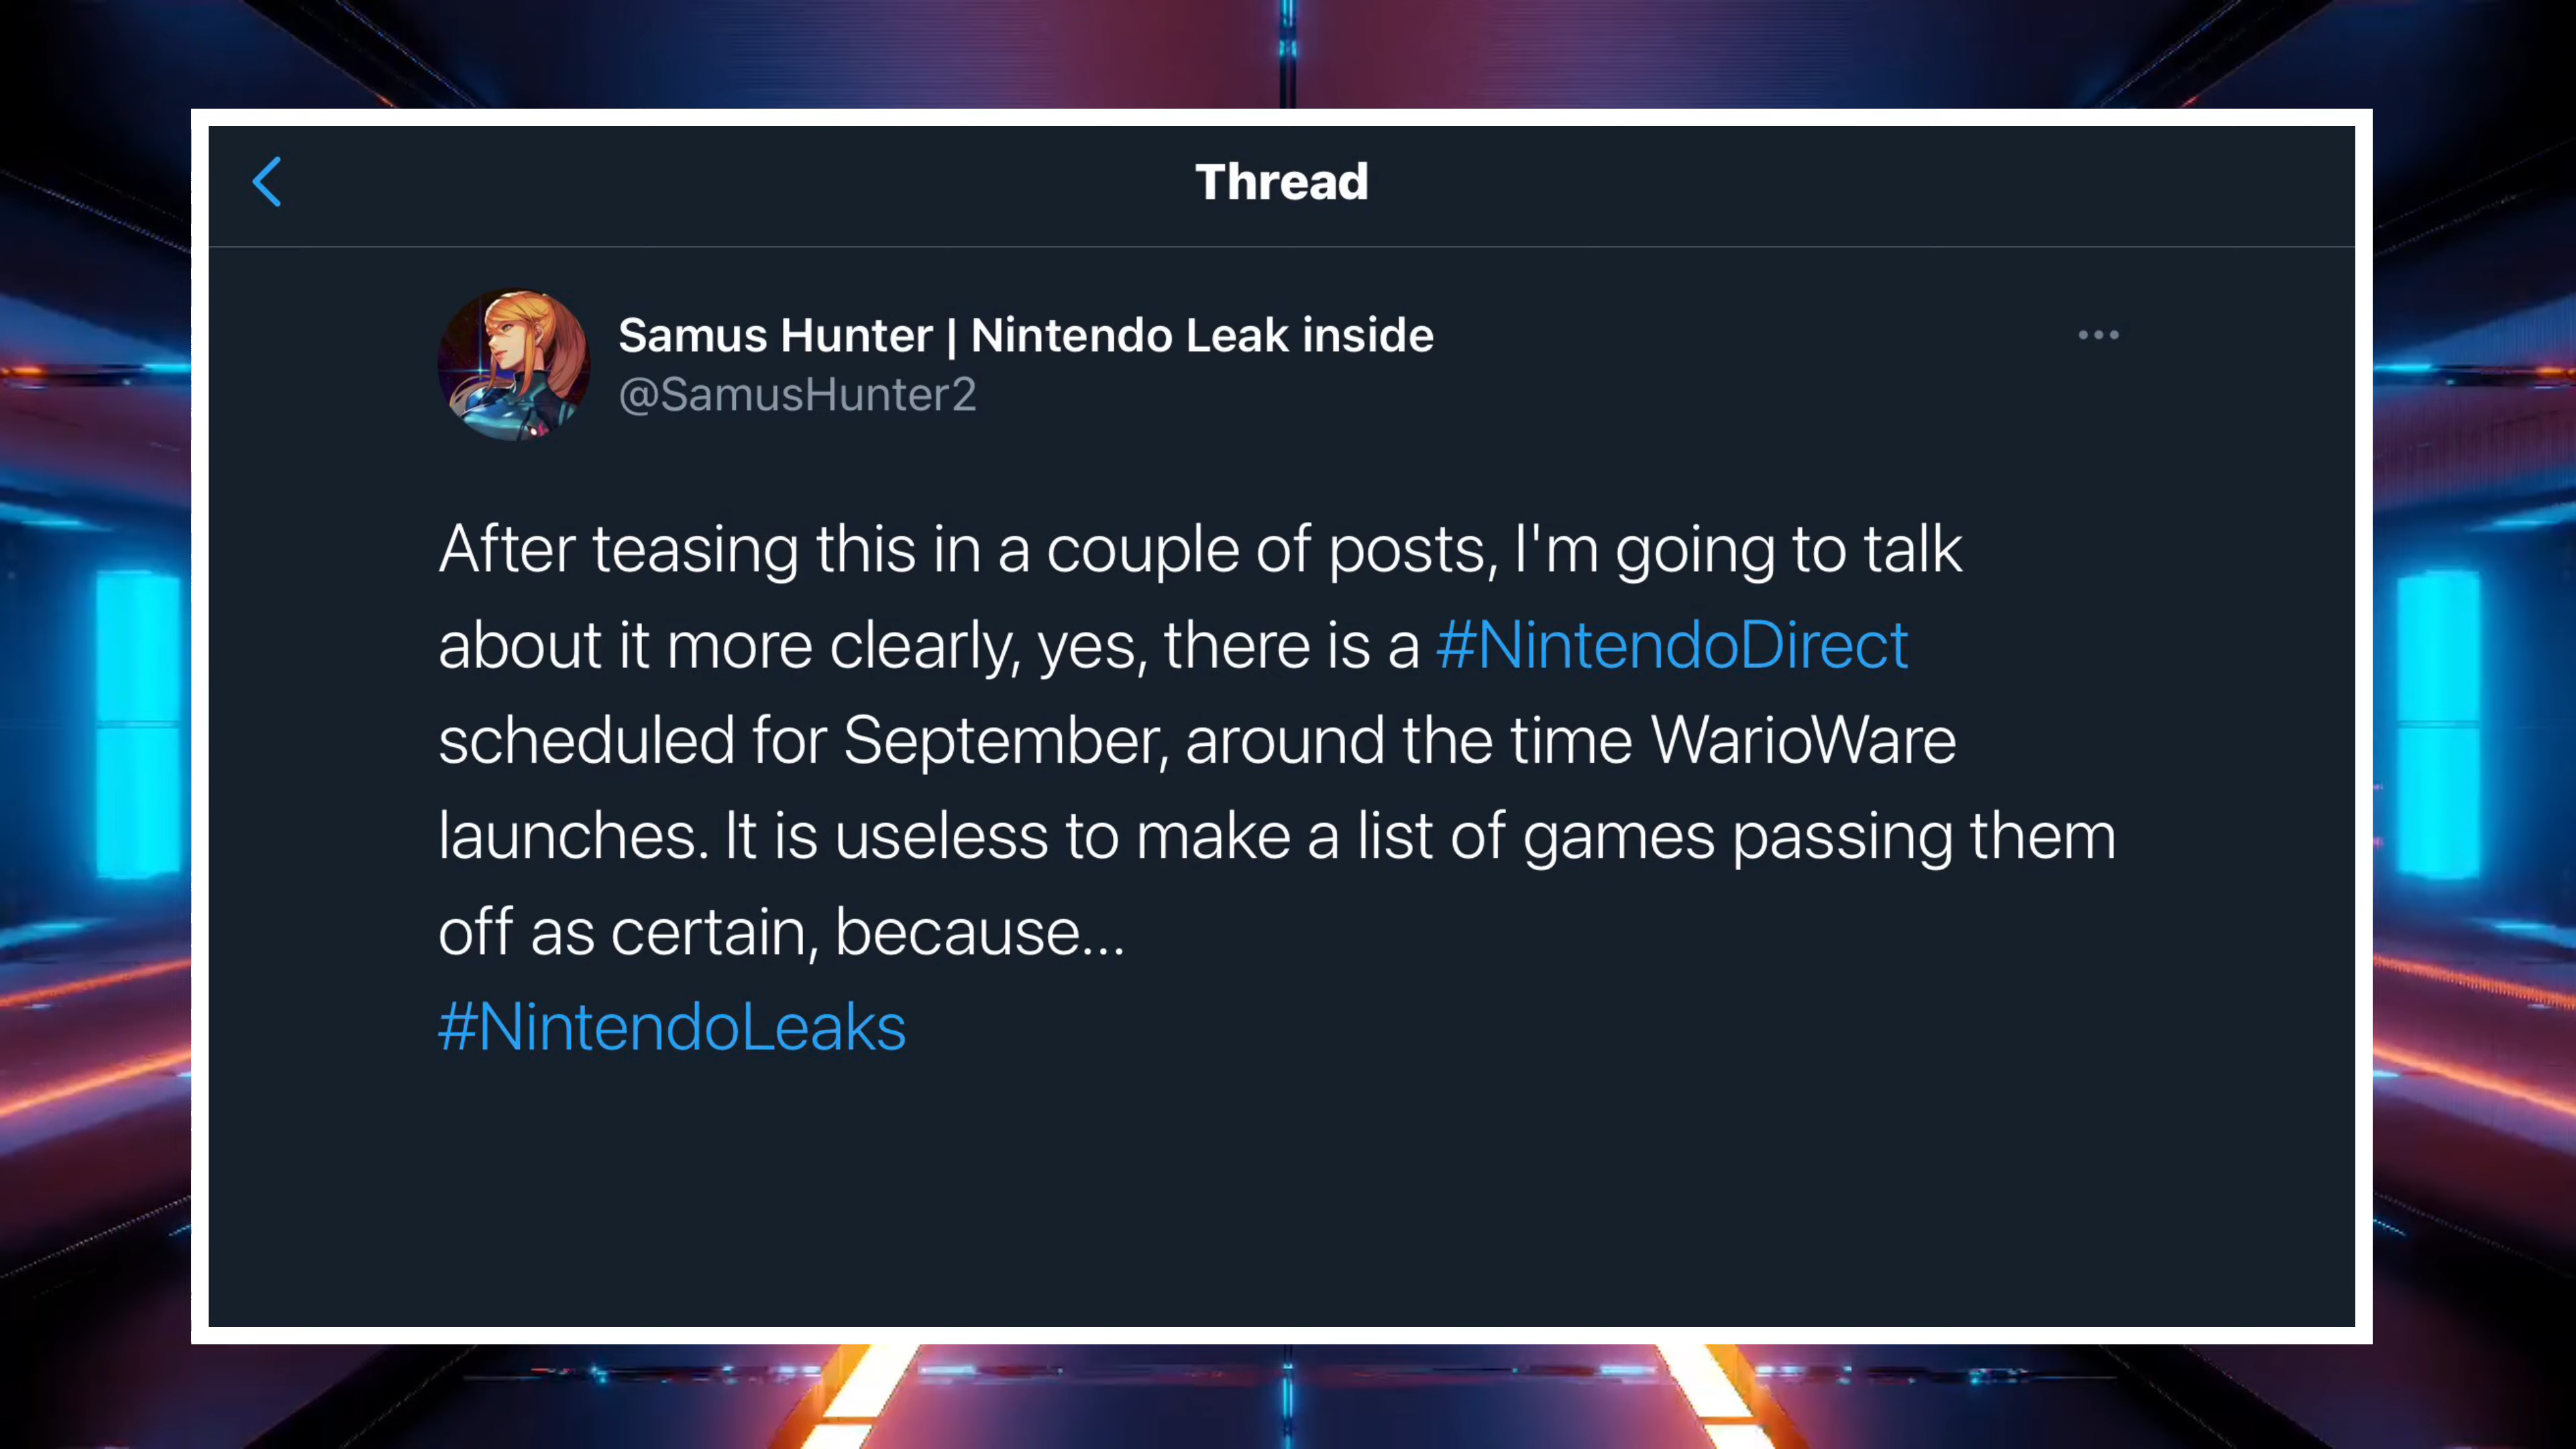 Thread
Samus Hunter | Nintendo Leak inside
@SamusHunter2
After teasing this in a couple of posts, I'm going to talk
about it more clearly, yes, there is a #NintendoDirect
scheduled for September, around the time WarioWare
launches. It is useless to make a list of games passing them
off as certain, because...
#NintendoLeaks